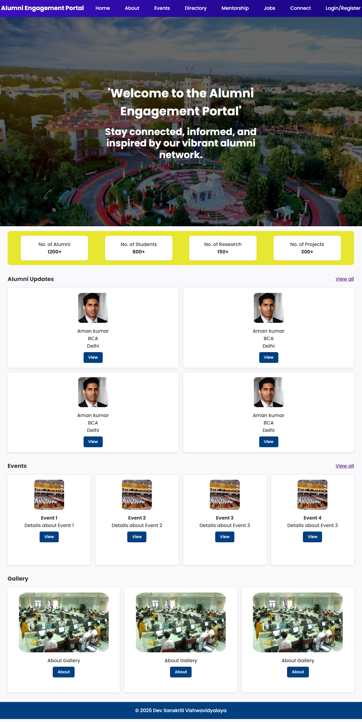 Alumni Engagement Portal Home About Events Directory Mentorship Jobs Connect Login/Register
'Welcome to the Alumni
Engagement Portal'
Stay connected, informed, and
inspired by our vibrant alumni
network.
No. of Alumni
1200+
No. of Students
800+
No. of Research
150+
No. of Projects
300+
Alumni Updates View all
Aman kumar
BCA
Delhi
View
Aman kumar
BCA
Delhi
View
Aman kumar
BCA
Delhi
View
Aman kumar
BCA
Delhi
View
Events View all
Event 1
Details about Event 1
View
Event 2
Details about Event 2
View
Event 3
Details about Event 3
View
Event 4
Details about Event 3
View
Gallery
About Gallery
About
About Gallery
About
About Gallery
About
© 2025 Dev Sanskriti Vishwavidyalaya